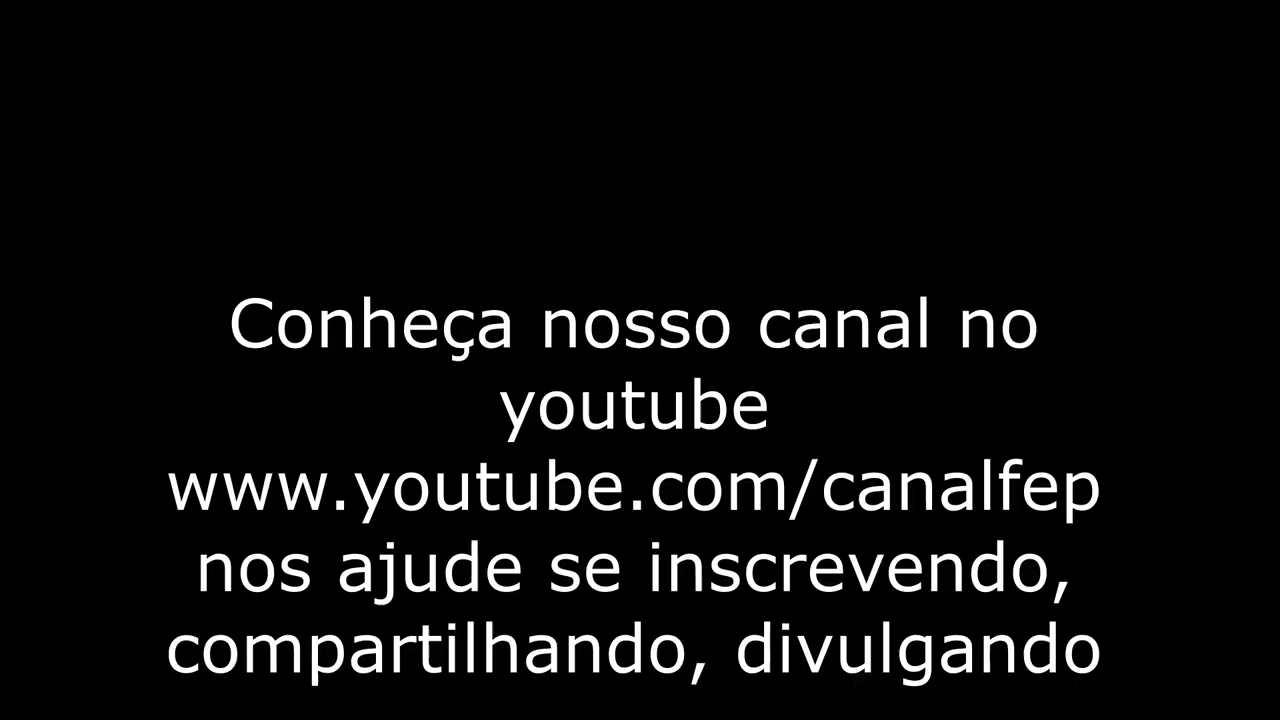 Conheça nosso canal no
youtube
www.youtube.com/canalfep
nos ajude se inscrevendo,
compartilhando, divulgando